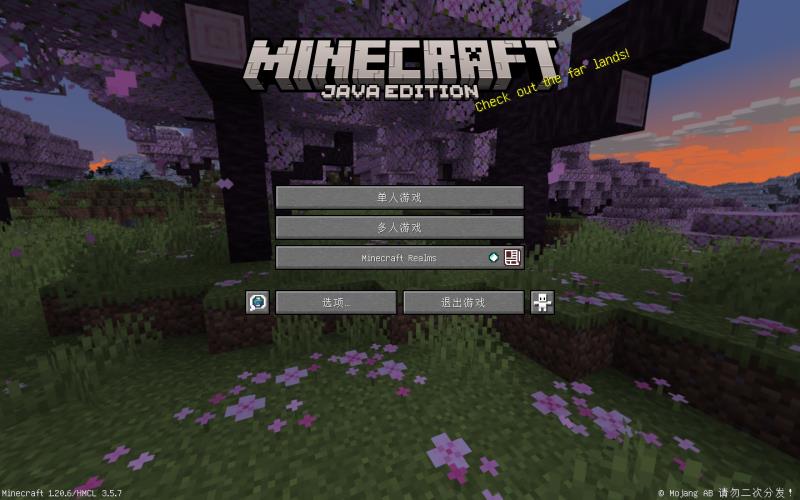 MINECRAFT
JAVA EDITION
Check out the far lands!
单人游戏
多人游戏
Minecraft Realms
选项...
退出游戏
Minecraft 1.20.6/HMCL 3.5.7
© Mojang AB 请勿二次分发!